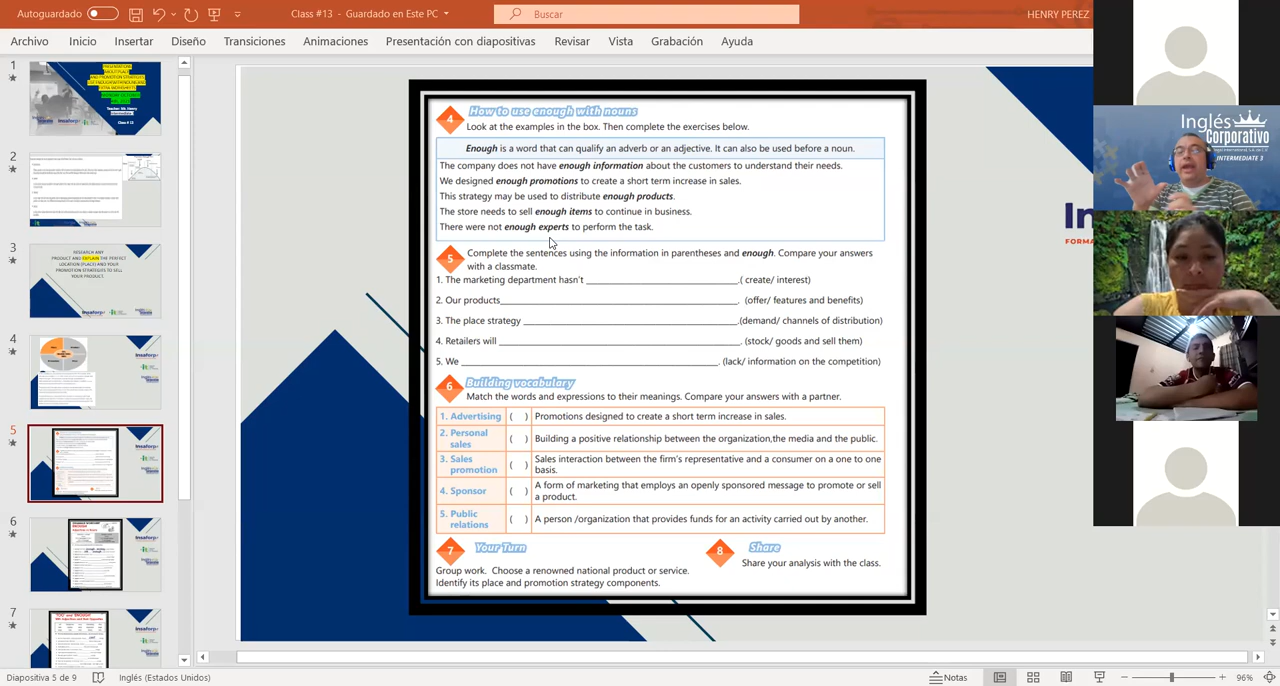 Autoguardado
Class #13 - Guardado en Este PC
Buscar
HENRY PEREZ
Archivo Inicio Insertar Diseño Transiciones Animaciones Presentación con diapositivas Revisar Vista Grabación Ayuda
1
2
3
RESEARCH ANY
PRODUCT AND EXPLAIN THE PERFECT
LOCATION (PLACE) AND YOUR
PROMOTION STRATEGIES TO SELL
YOUR PRODUCT.
4
5
6
7
4 How to use enough with nouns
Look at the examples in the box. Then complete the exercises below.
Enough is a word that can qualify an adverb or an adjective. It can also be used before a noun.
The company didn't have enough information about the customers to understand their needs.
We designed enough promotions to create a short term increase in sales.
This strategy may be used to distribute enough products.
The store needs to sell enough items to continue in business.
There were not enough experts to perform the task.
5 Complete the sentences using the information in parentheses and enough. Compare your answers
with a classmate.
1. The marketing department hasn't ____________________.( create/ interest)
2. Our products____________________. (offer/ features and benefits)
3. The place strategy ____________________.(demand/ channels of distribution)
4. Retailers will ____________________. (stock/ goods and sell them)
5. We ____________________. (lack/ information on the competition)
6 Building vocabulary
Match the words and expressions to their meanings. Compare your answers with a partner.
1. Advertising ( ) Promotions designed to create a short term increase in sales.
2. Personal sales Building a positive relationship between the organization/the media and the public.
3. Sales promotion ) Sales interaction between the firm's representative and a consumer on a one to one
basis.
4. Sponsor ) A form of marketing that employs an openly sponsored message to promote or sell
a product.
5. Public relations ( ) A person /organization that provides funds for an activity carried out by another.
7 Your Turn
Group work. Choose a renowned national product or service.
Identify its place and promotion strategy components.
8 Share
Share your analysis with the class.
Inglés
Corporativo
INTERMEDIATE 3
In
FORMA
Diapositiva 5 de 9
Inglés (Estados Unidos)
Notas
96%